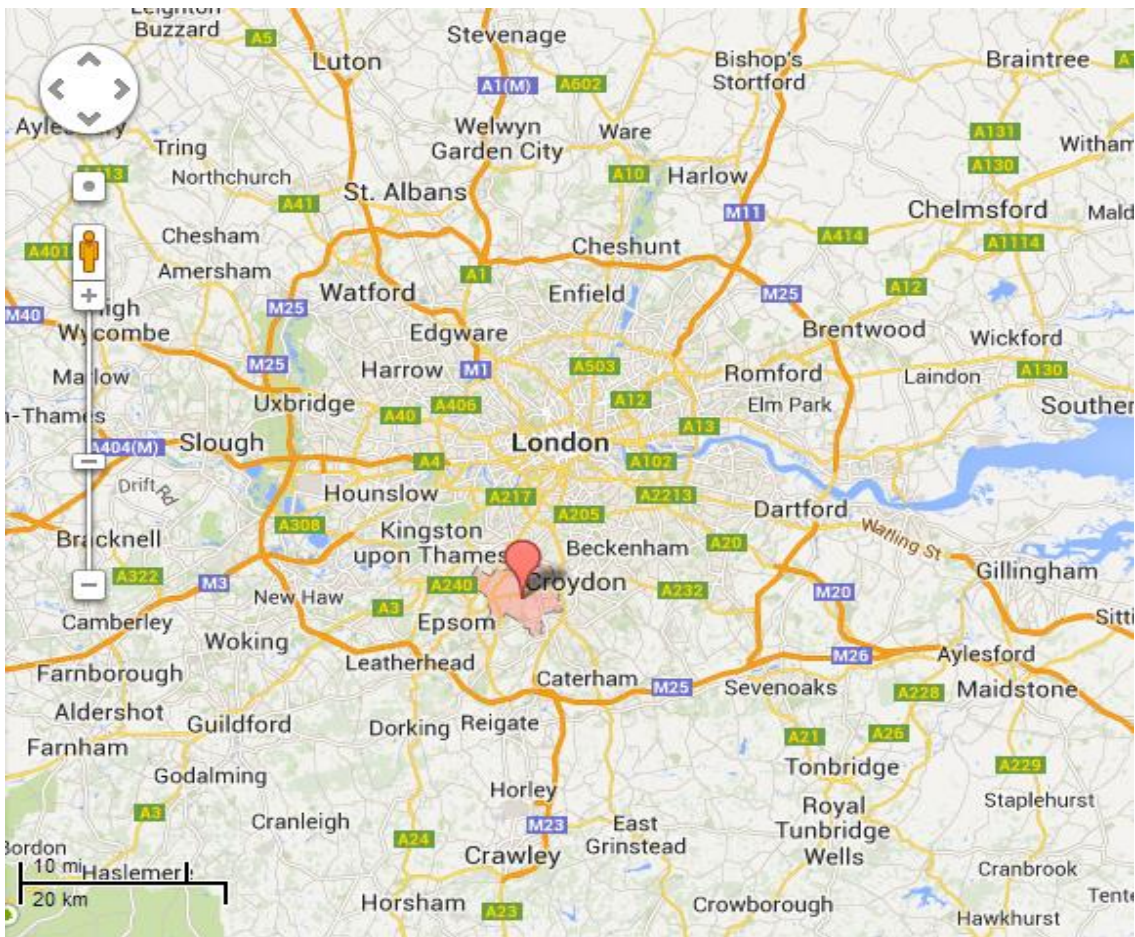 Leighton
Buzzard
A5
Luton
Stevenage
A1(M)
A602
Bishop's
Stortford
Braintree
Tring
Northchurch
A41
St. Albans
Welwyn
Garden City
Ware
A10
Harlow
M11
A131
A130
Witham
Chelmsford
A414
A1114
A401
Chesham
Amersham
M25
Watford
A1
Cheshunt
Enfield
M25
A12
M40
Wycombe
M25
Edgware
Harrow
M1
A503
Brentwood
Romford
Wickford
Laindon
A130
Uxbridge
A40
A406
A12
A13
Elm Park
n-Thames
A404(M)
Slough
A4
London
A102
Souther
Drift Rd
Hounslow
A217
A2213
A205
Dartford
Watling St
Bracknell
A308
Kingston
upon Thames
Beckenham
A20
Gillingham
A322
M3
New Haw
A3
A240
Croydon
A232
M20
Sitti
Camberley
Woking
Epsom
Leatherhead
Caterham
M25
M26
Aylesford
Farnborough
Sevenoaks
A228
Maidstone
Aldershot
Guildford
Dorking
Reigate
A21
A26
Farnham
Godalming
Horley
Tonbridge
A229
A3
Cranleigh
A24
M23
Crawley
East
Grinstead
Royal
Tunbridge
Wells
Staplehurst
Bordon
Haslemere
Cranbrook
Horsham
A23
Crowborough
Hawkhurst
10 mi
20 km